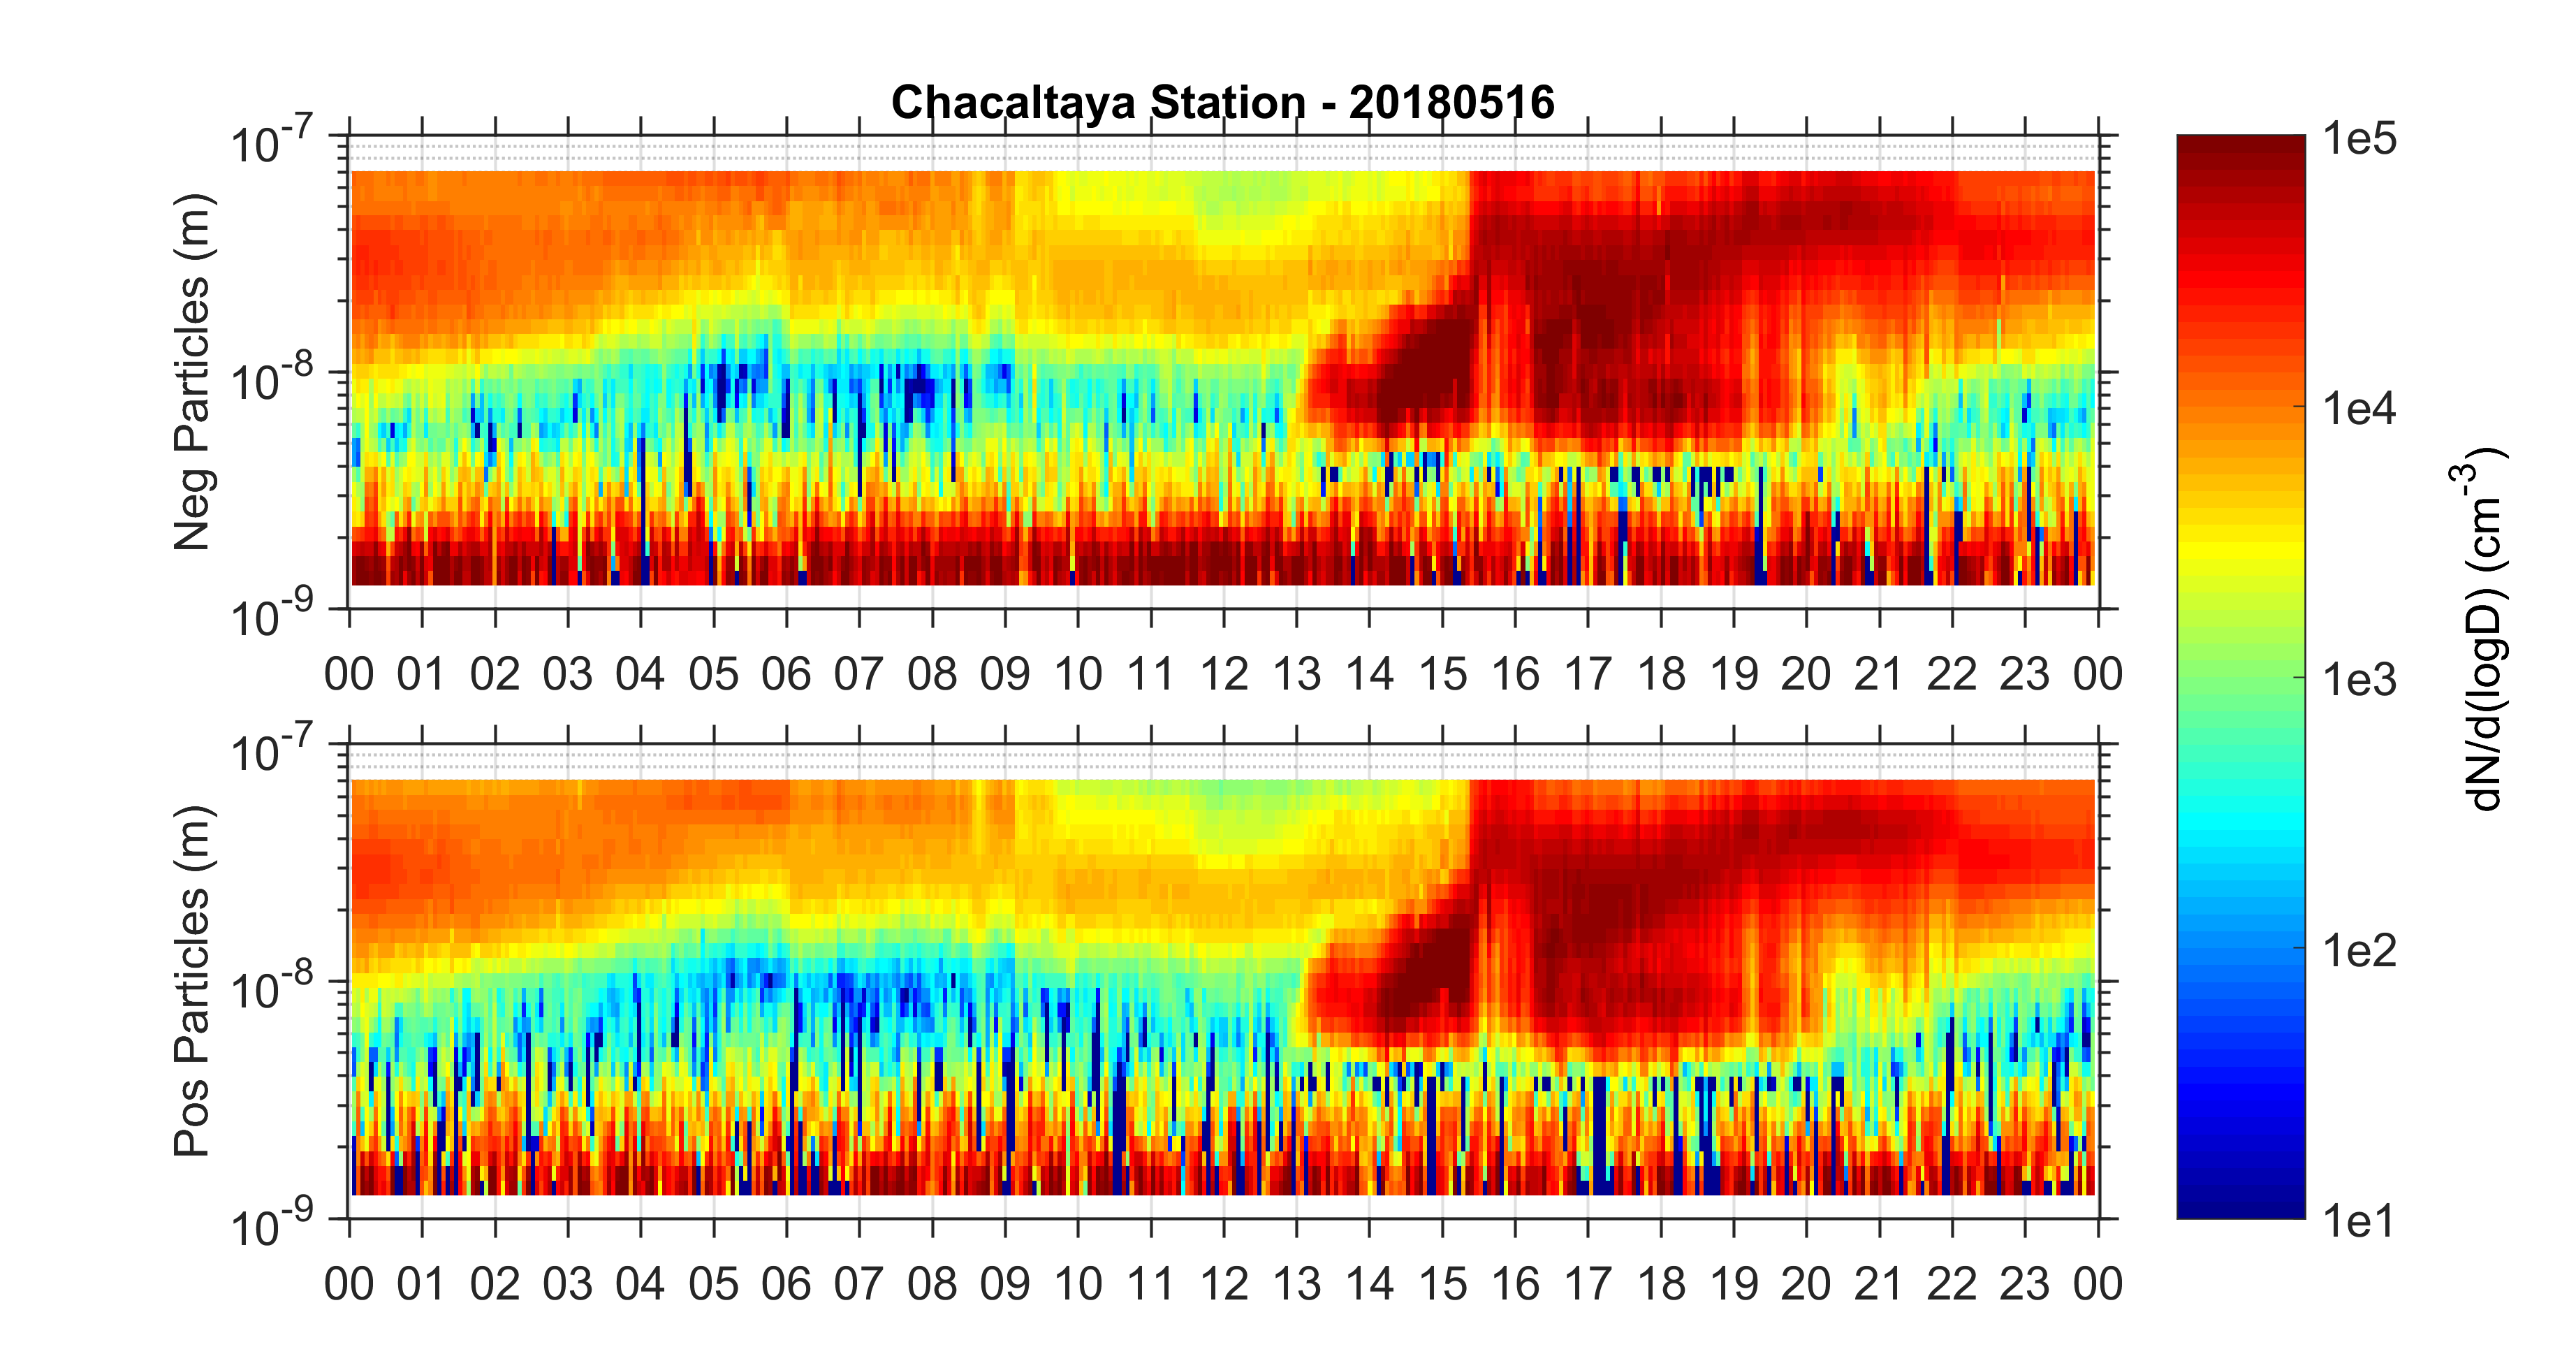 Chacaltaya Station - 20180516
10-7
10-8
10-9
Neg Particles (m)
00 01 02 03 04 05 06 07 08 09 10 11 12 13 14 15 16 17 18 19 20 21 22 23 00
10-7
10-8
10-9
Pos Particles (m)
00 01 02 03 04 05 06 07 08 09 10 11 12 13 14 15 16 17 18 19 20 21 22 23 00
1e5
1e4
1e3
1e2
1e1
dN/d(logD) (cm-3)